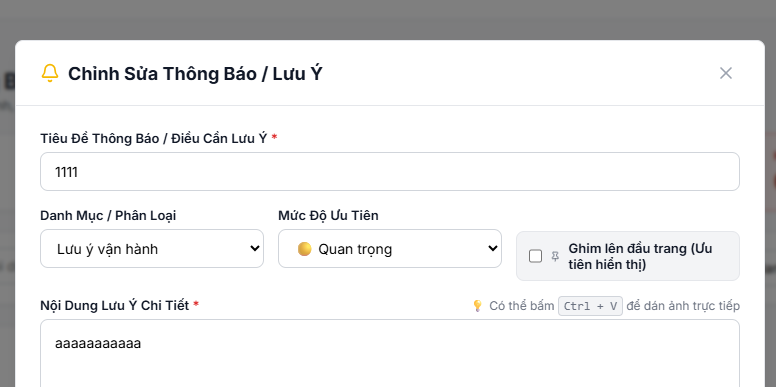 Chỉnh Sửa Thông Báo / Lưu Ý
Tiêu Đề Thông Báo / Điều Cần Lưu Ý *
1111
Danh Mục / Phân Loại
Mức Độ Ưu Tiên
Lưu ý vận hành
Quan trọng
Ghim lên đầu trang (Ưu
tiên hiển thị)
Nội Dung Lưu Ý Chi Tiết *
Có thể bấm Ctrl + V để dán ảnh trực tiếp
aaaaaaaaaaa